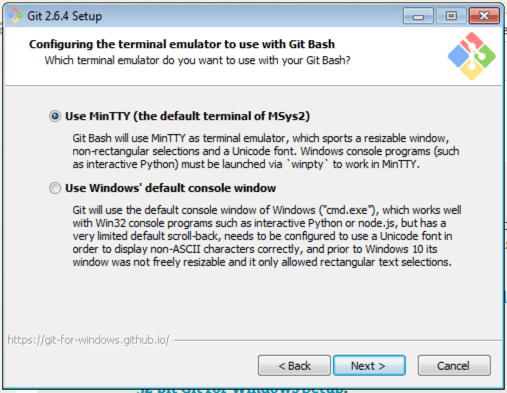 Git 2.6.4 Setup
Configuring the terminal emulator to use with Git Bash
Which terminal emulator do you want to use with your Git Bash?
Use MinTTY (the default terminal of MSys2)
Git Bash will use MinTTY as terminal emulator, which sports a resizable window,
non-rectangular selections and a Unicode font. Windows console programs (such
as interactive Python) must be launched via `winpty` to work in MinTTY.
Use Windows' default console window
Git will use the default console window of Windows ("cmd.exe"), which works well
with Win32 console programs such as interactive Python or node.js, but has a
very limited default scroll-back, needs to be configured to use a Unicode font in
order to display non-ASCII characters correctly, and prior to Windows 10 its
window was not freely resizable and it only allowed rectangular text selections.
https://git-for-windows.github.io/
< Back
Next >
Cancel
32-bit Git for Windows Setup.